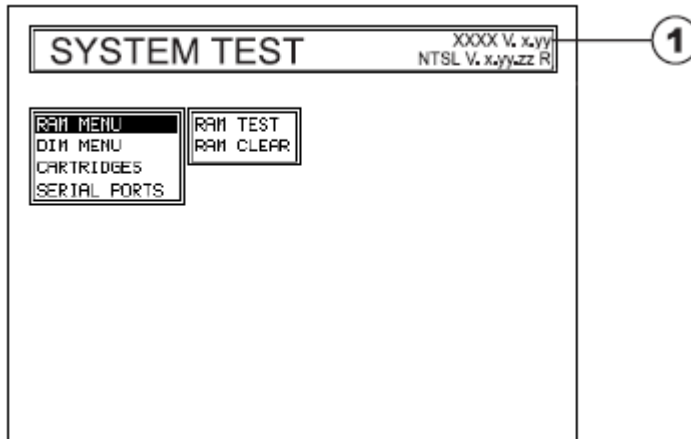 SYSTEM TEST
XXXX V. x.yy
NTSL V. x.yy.zz R
1
RAM MENU
DIM MENU
CARTRIDGES
SERIAL PORTS
RAM TEST
RAM CLEAR